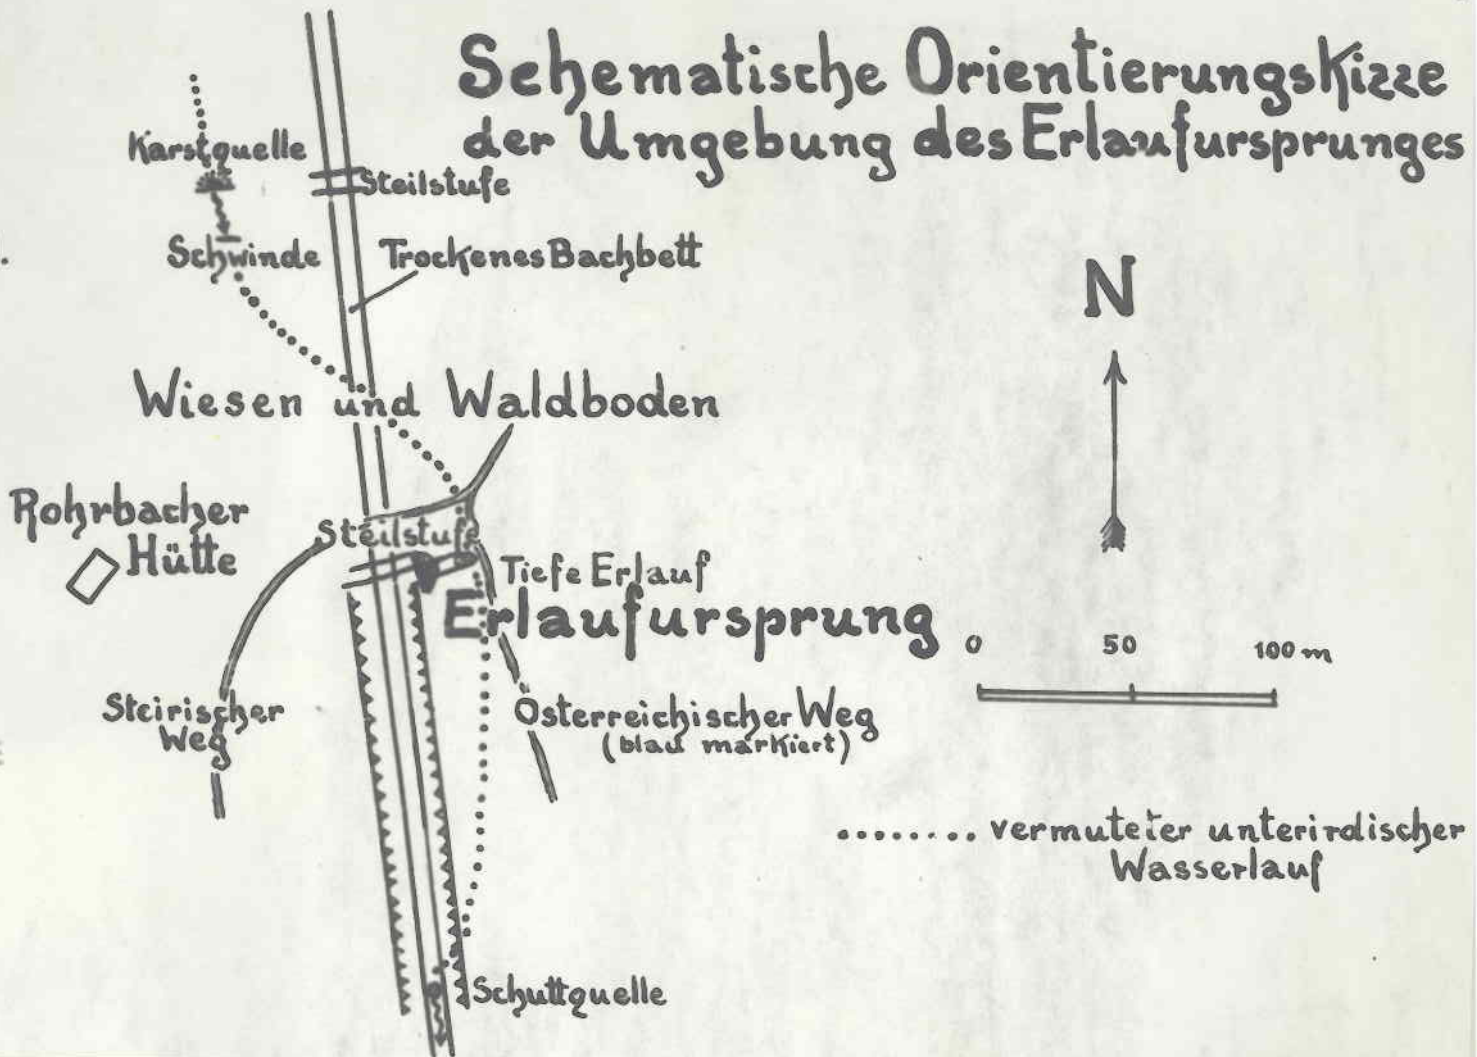 Schematische Orientierungskizze
der Umgebung des Erlaufursprunges
Karstquelle
Steilstufe
Schwinde
Trockenes Bachbett
N
Wiesen und Waldboden
Rohrbacher
Hütte
Steilstufe
Tiefe Erlauf
Erlaufursprung
0 50 100 m
Steirischer
Weg
Österreichischer Weg
(blau markiert)
......... vermuteter unterirdischer
Wasserlauf
Schuttquelle